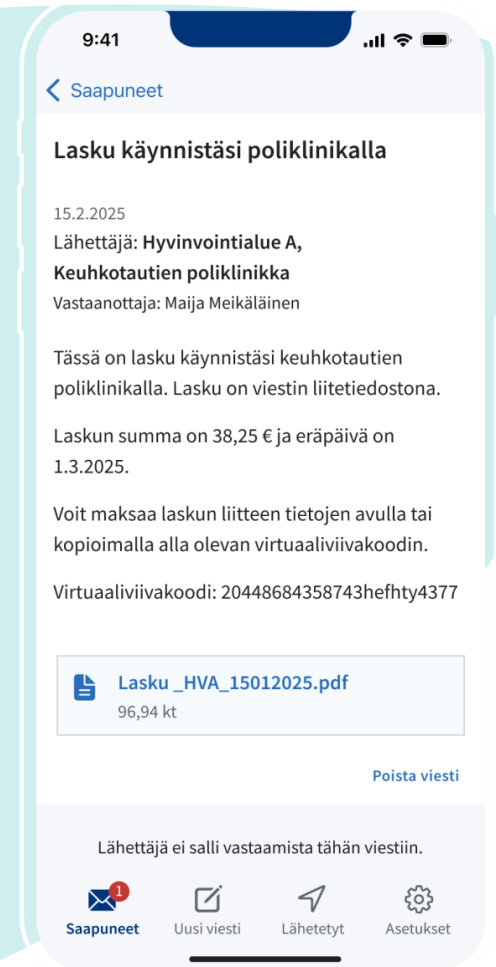 9:41
Saapuneet
Lasku käynnistäsi poliklinikalla
15.2.2025
Lähettäjä: Hyvinvointialue A,
Keuhkotautien poliklinikka
Vastaanottaja: Maija Meikäläinen
Tässä on lasku käynnistäsi keuhkotautien
poliklinikalla. Lasku on viestin liitetiedostona.
Laskun summa on 38,25 € ja eräpäivä on
1.3.2025.
Voit maksaa laskun liitteen tietojen avulla tai
kopioimalla alla olevan virtuaaliviivakoodin.
Virtuaaliviivakoodi: 20448684358743hefhty4377
Lasku _HVA_15012025.pdf
96,94 kt
Poista viesti
Lähettäjä ei salli vastaamista tähän viestiin.
1
Saapuneet Uusi viesti Lähetetyt Asetukset